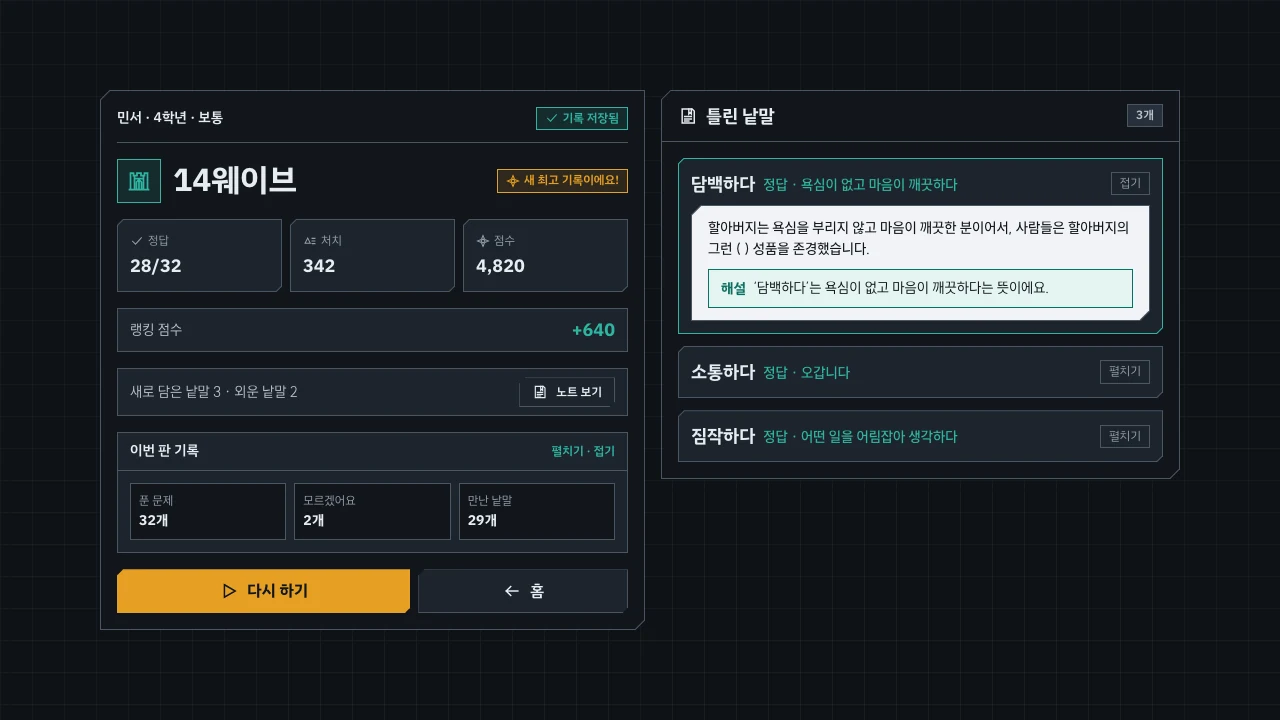 민서 · 4학년 · 보통
기록 저장됨
14웨이브
새 최고 기록이에요!
정답
28/32
처치
342
점수
4,820
랭킹 점수
+640
새로 담은 낱말 3 · 외운 낱말 2
노트 보기
이번 판 기록
펼치기 · 접기
푼 문제
32개
모르겠어요
2개
만난 낱말
29개
다시 하기
홈
틀린 낱말
3개
담백하다 정답 · 욕심이 없고 마음이 깨끗하다
접기
할아버지는 욕심을 부리지 않고 마음이 깨끗한 분이어서, 사람들은 할아버지의
그런 ( ) 성품을 존경했습니다.
해설 '담백하다'는 욕심이 없고 마음이 깨끗하다는 뜻이에요.
소통하다 정답 · 오갑니다
펼치기
짐작하다 정답 · 어떤 일을 어림잡아 생각하다
펼치기